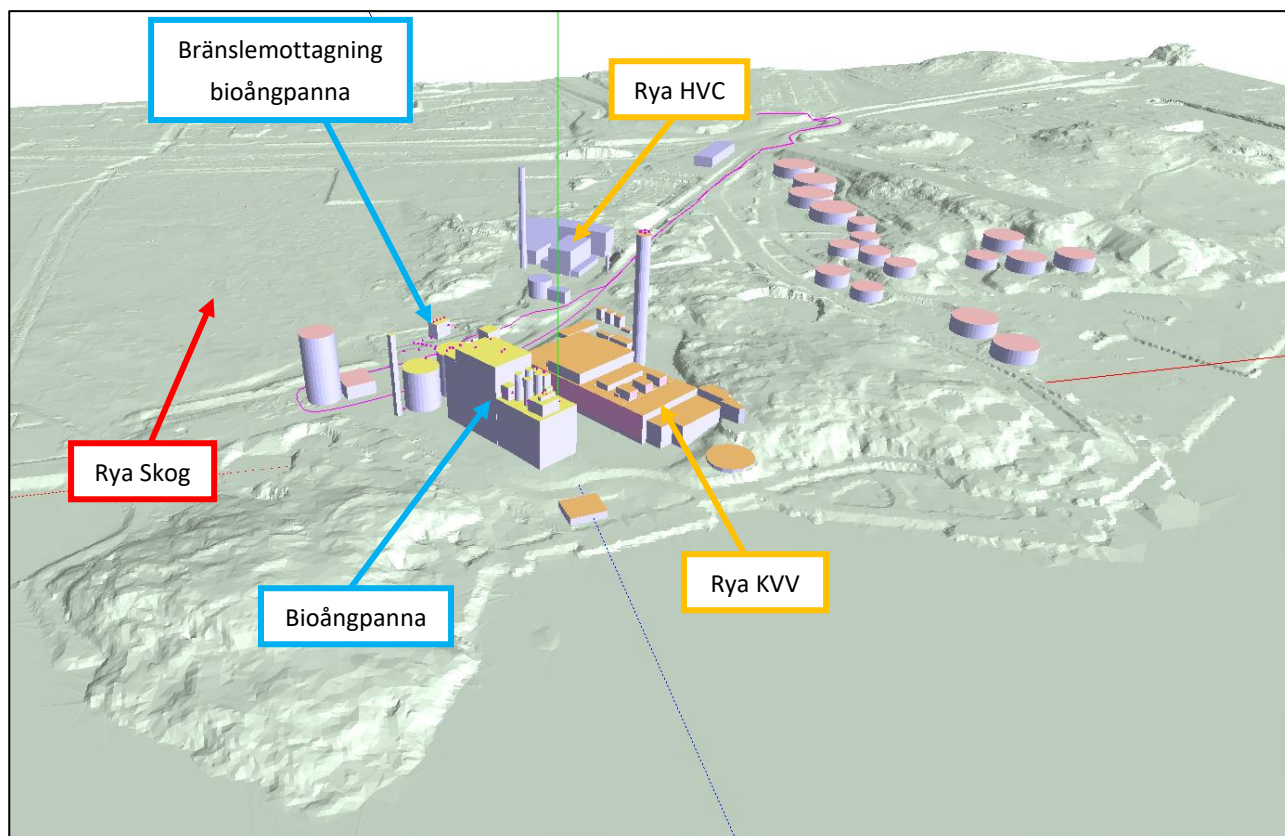 Bränslemottagning
bioångpanna
Rya HVC
Rya Skog
Bioångpanna
Rya KVV